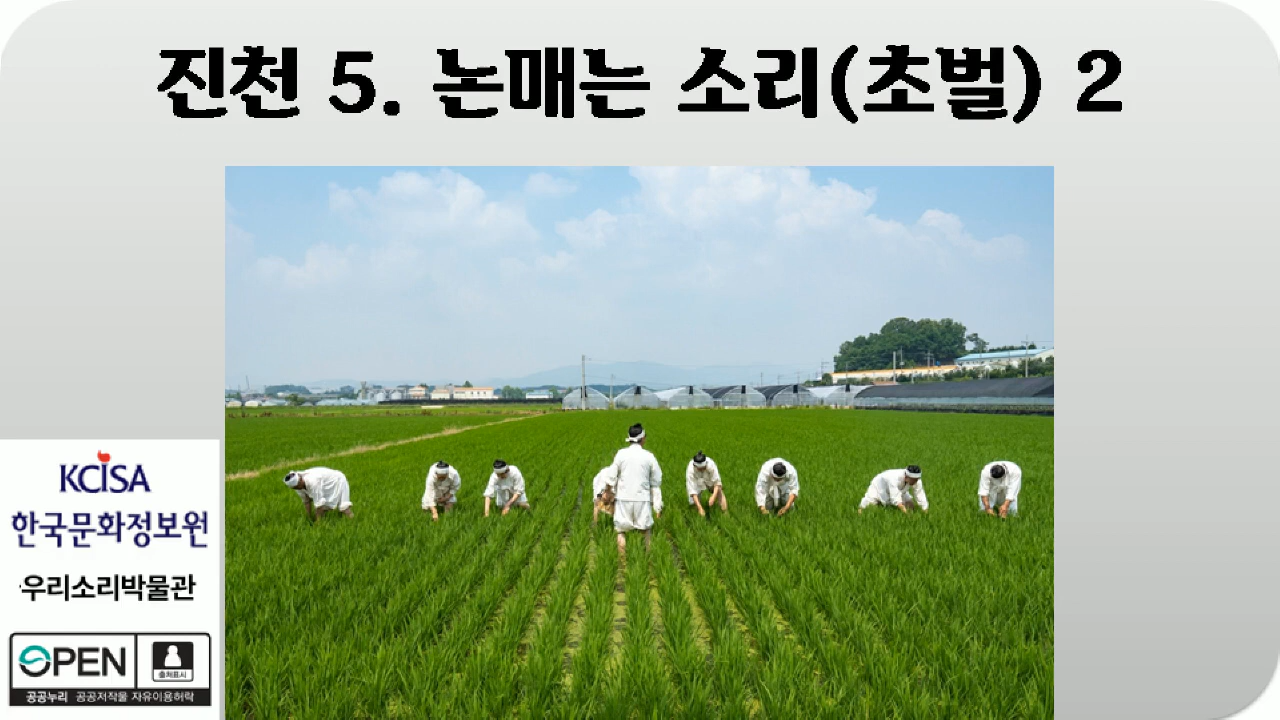 진천 5. 논매는 소리(초벌) 2
KCISA
한국문화정보원
·우리소리박물관
OPEN
출처표시
공공누리 공공저작물 자유이용허락